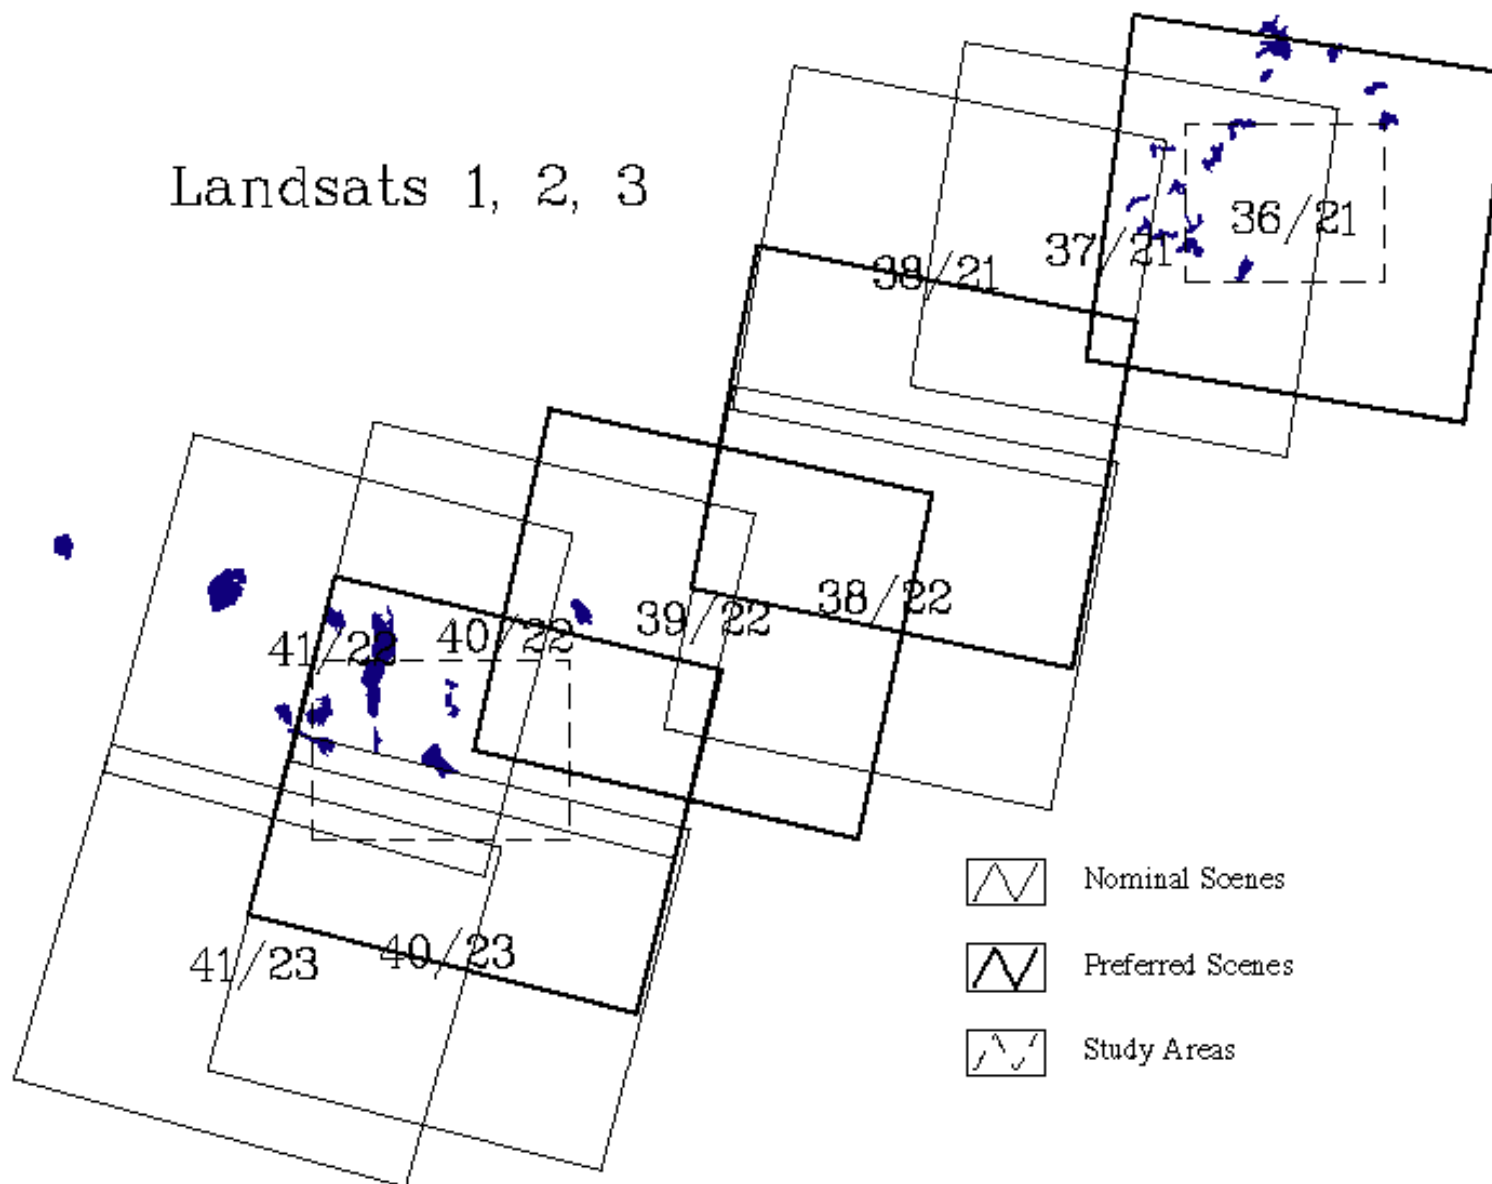 Landsats 1, 2, 3
36/21
37/21
38/21
38/22
39/22
40/22
41/22
40/23
41/23
Nominal Scenes
Preferred Scenes
Study Areas